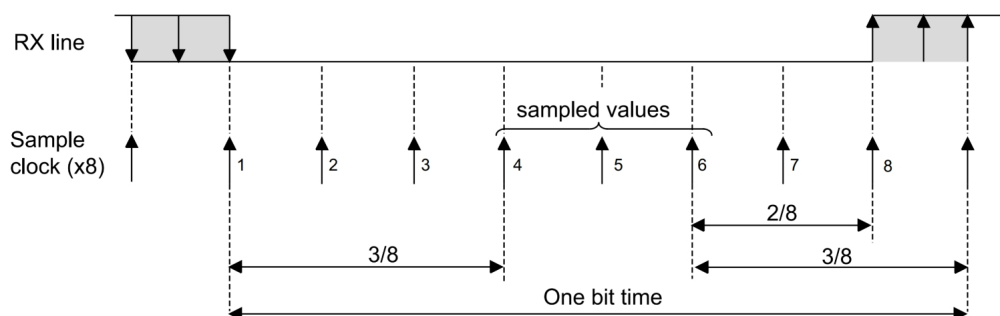 RX line
sampled values
Sample
clock (x8)
1 2 3 4 5 6 7 8
2/8
3/8 3/8
One bit time